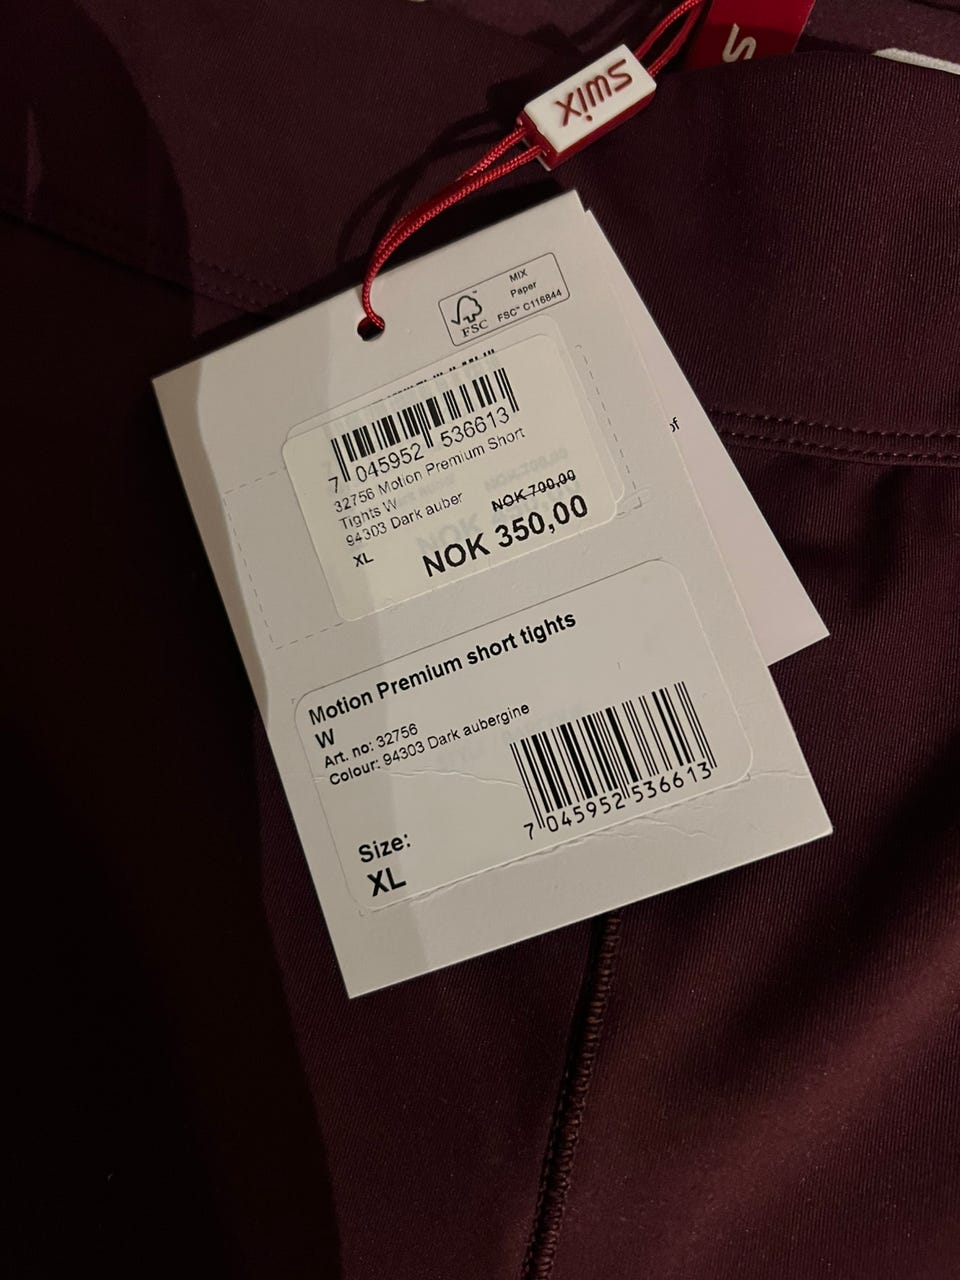 swix
S
MIX
Paper
FSC™ C116844
FSC
7 045952 536613
32756 Motion Premium Short
Tights W
94303 Dark auber
NOK 700,00
XL
NOK 350,00
of
Motion Premium short tights
W
Art. no: 32756
Colour: 94303 Dark aubergine
7 045952 536613
Size:
XL